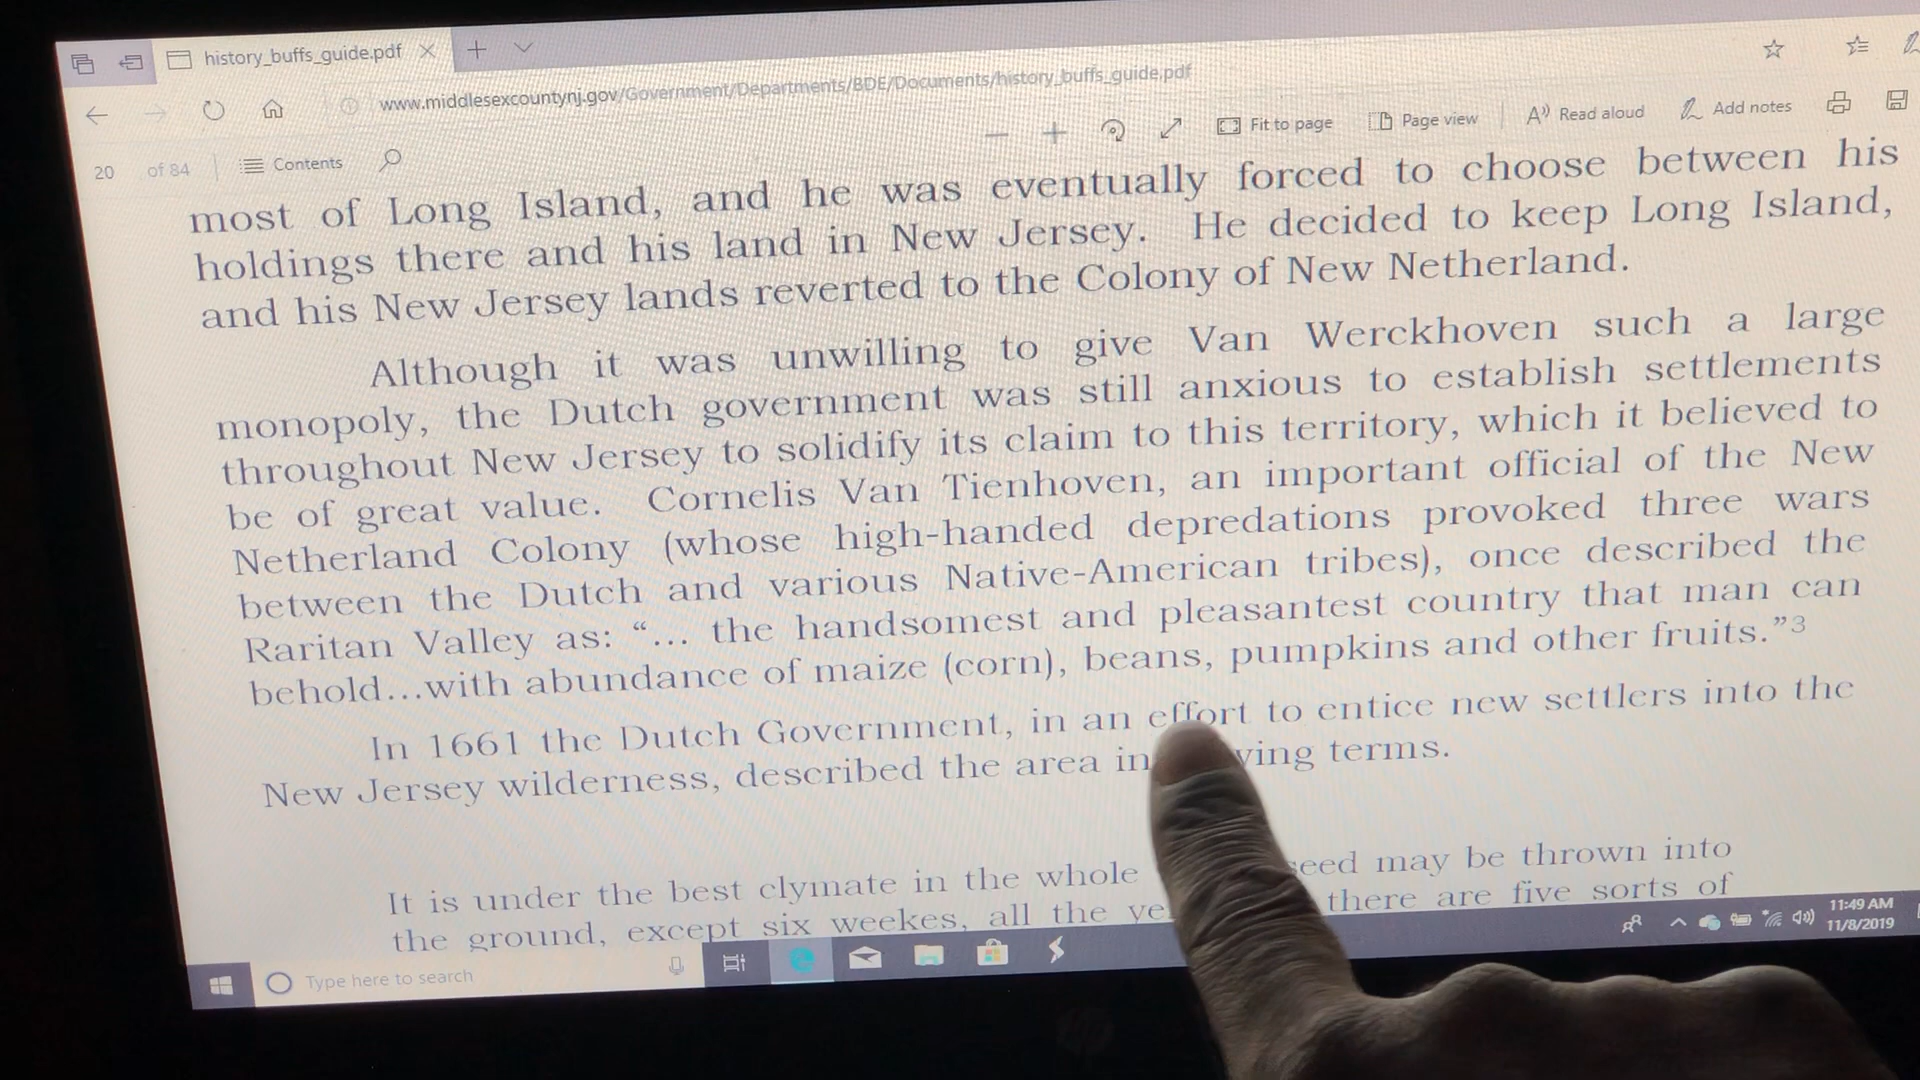 history_buffs_guide.pdf
www.middlesexcountynj.gov/Government/Departments/BDE/Documents/history_buffs_guide.pdf
20 of 84 Contents Fit to page Page view Read aloud Add notes
most of Long Island, and he was eventually forced to choose between his
holdings there and his land in New Jersey. He decided to keep Long Island,
and his New Jersey lands reverted to the Colony of New Netherland.
Although it was unwilling to give Van Werckhoven such a large
monopoly, the Dutch government was still anxious to establish settlements
throughout New Jersey to solidify its claim to this territory, which it believed to
be of great value. Cornelis Van Tienhoven, an important official of the New
Netherland Colony (whose high-handed depredations provoked three wars
between the Dutch and various Native-American tribes), once described the
Raritan Valley as: “... the handsomest and pleasantest country that man can
behold...with abundance of maize (corn), beans, pumpkins and other fruits.”3
In 1661 the Dutch Government, in an effort to entice new settlers into the
New Jersey wilderness, described the area in terms.
It is under the best clymate in the whole seed may be thrown into
the ground, except six weekes, all the there are five sorts of
Type here to search
11:49 AM
11/8/2019